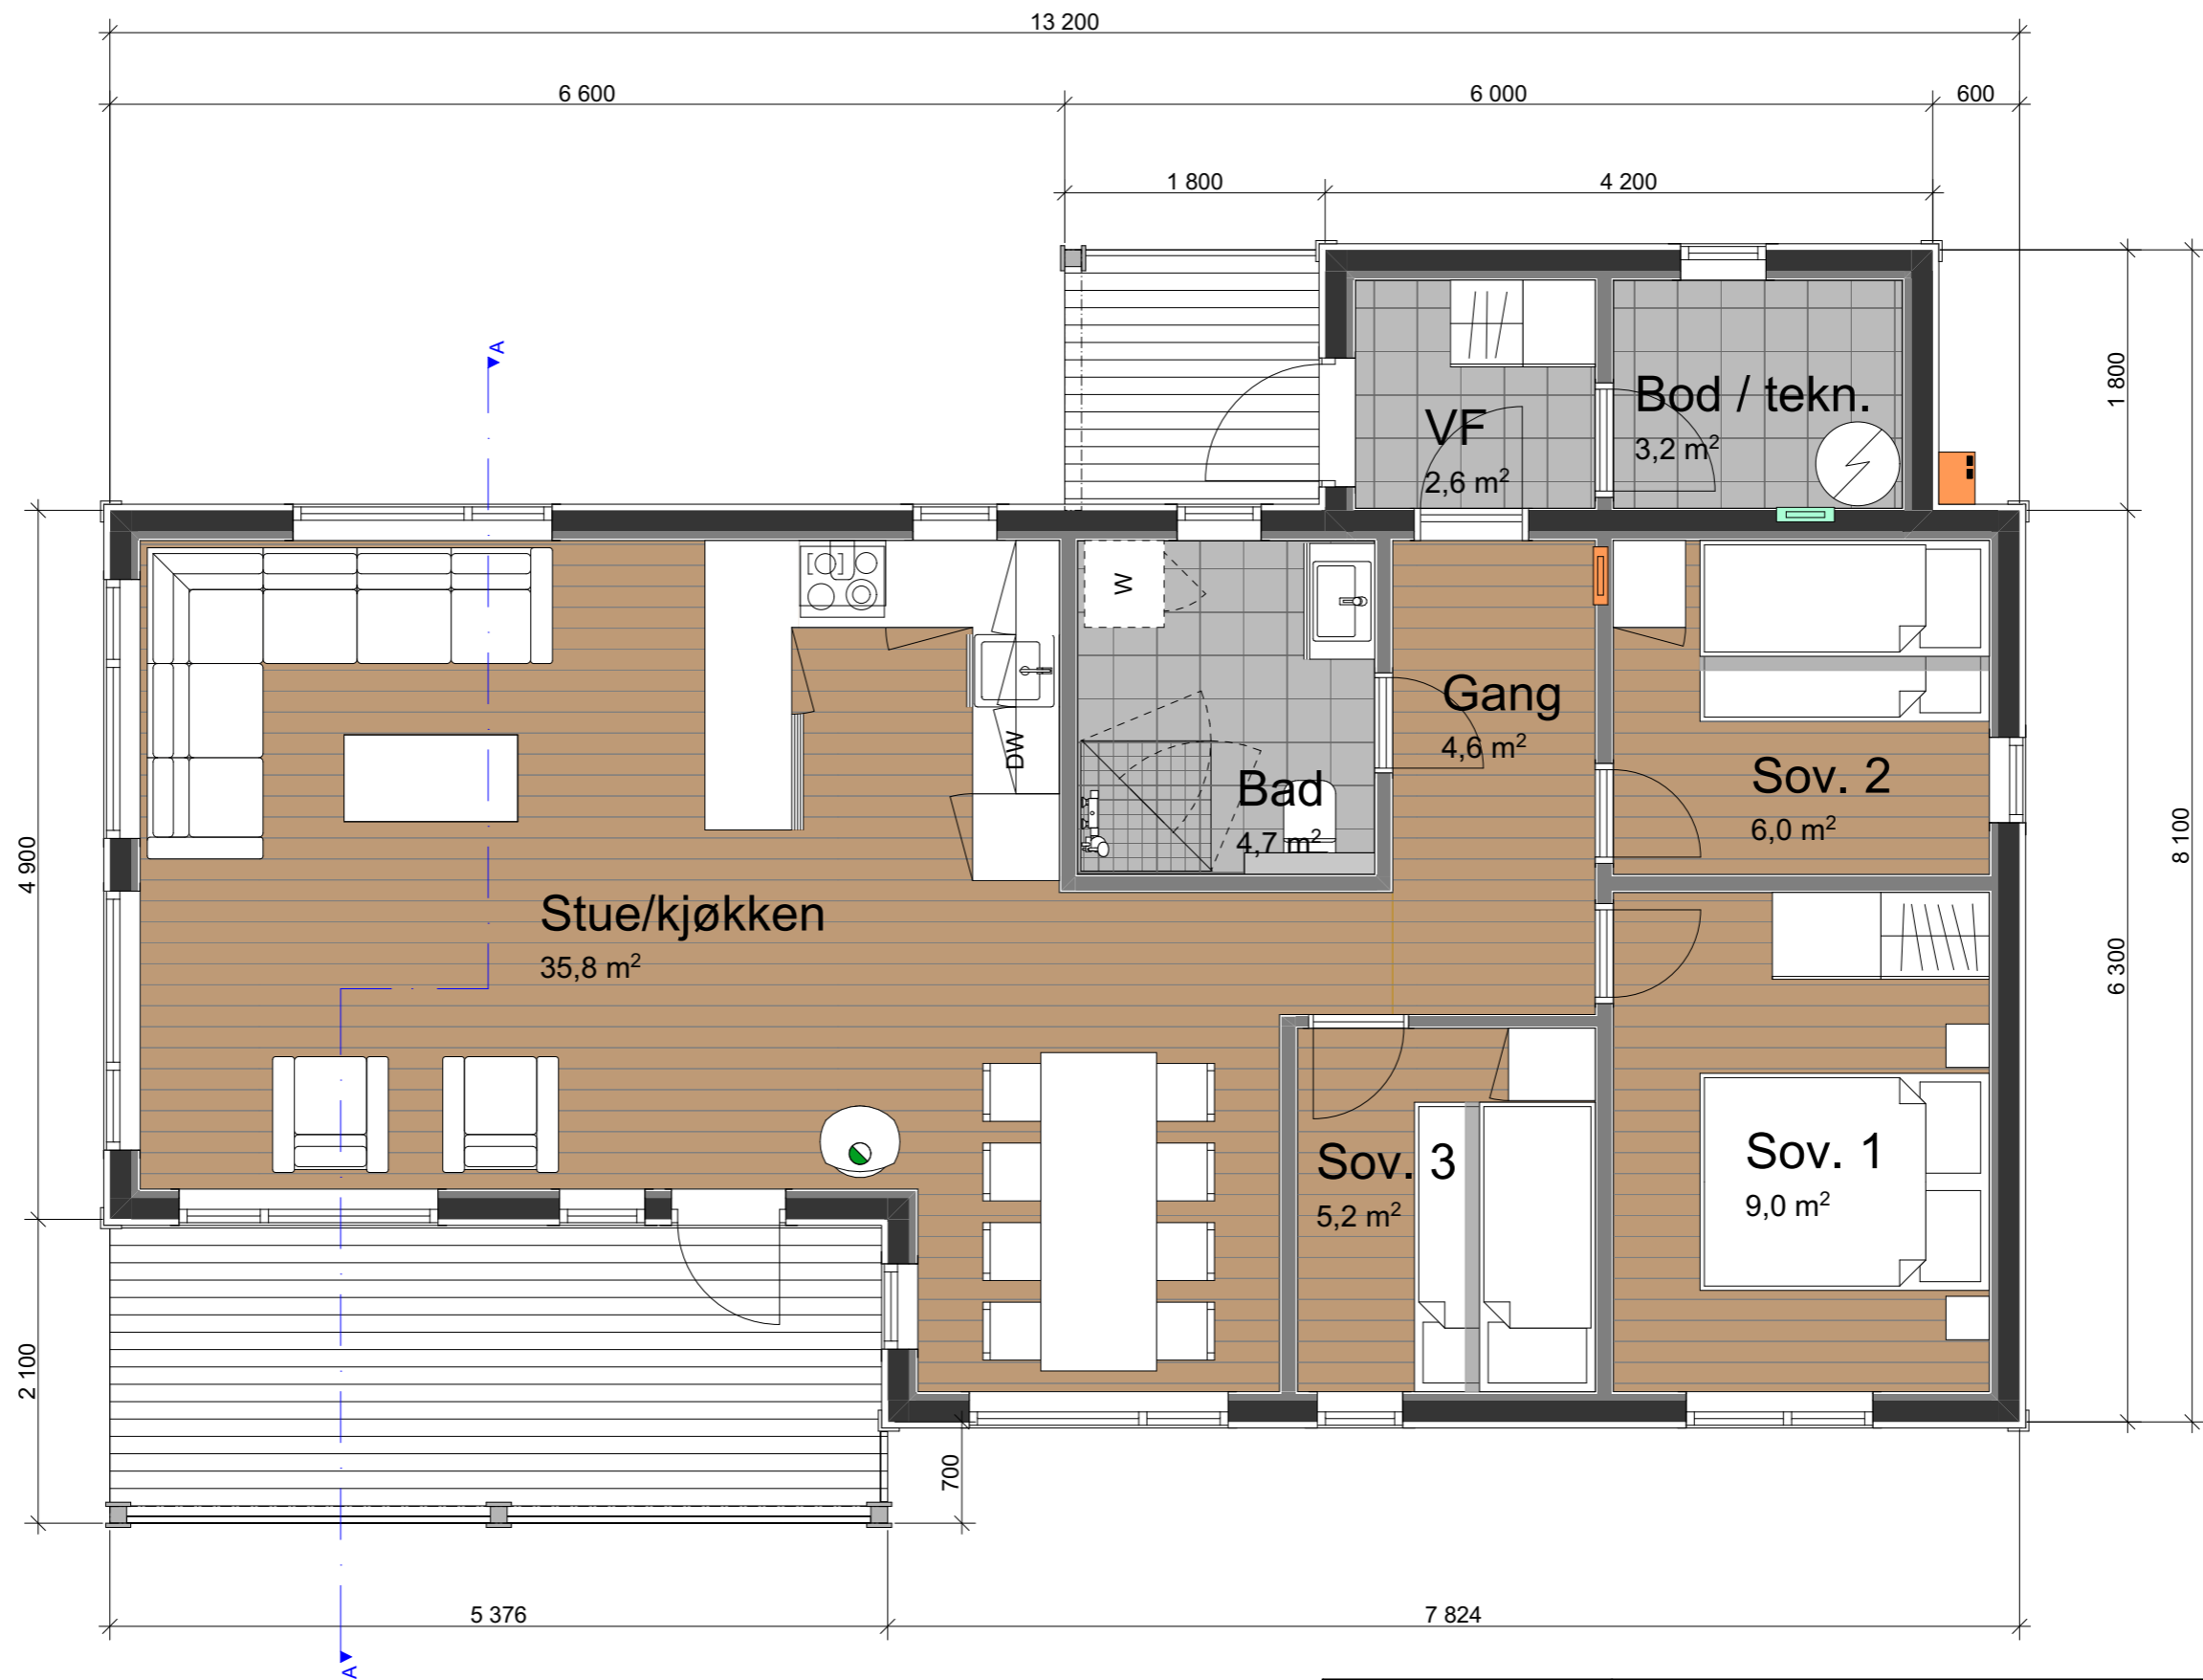 13 200
6 600
6 000
600
1 800
4 200
A
1 800
Bod / tekn.
3,2 m²
VF
2,6 m²
W
Gang
4,6 m²
DW
Bad
4,7 m²
Sov. 2
6,0 m²
4 900
8 100
Stue/kjøkken
35,8 m²
6 300
Sov. 3
5,2 m²
Sov. 1
9,0 m²
2 100
700
5 376
7 824
A